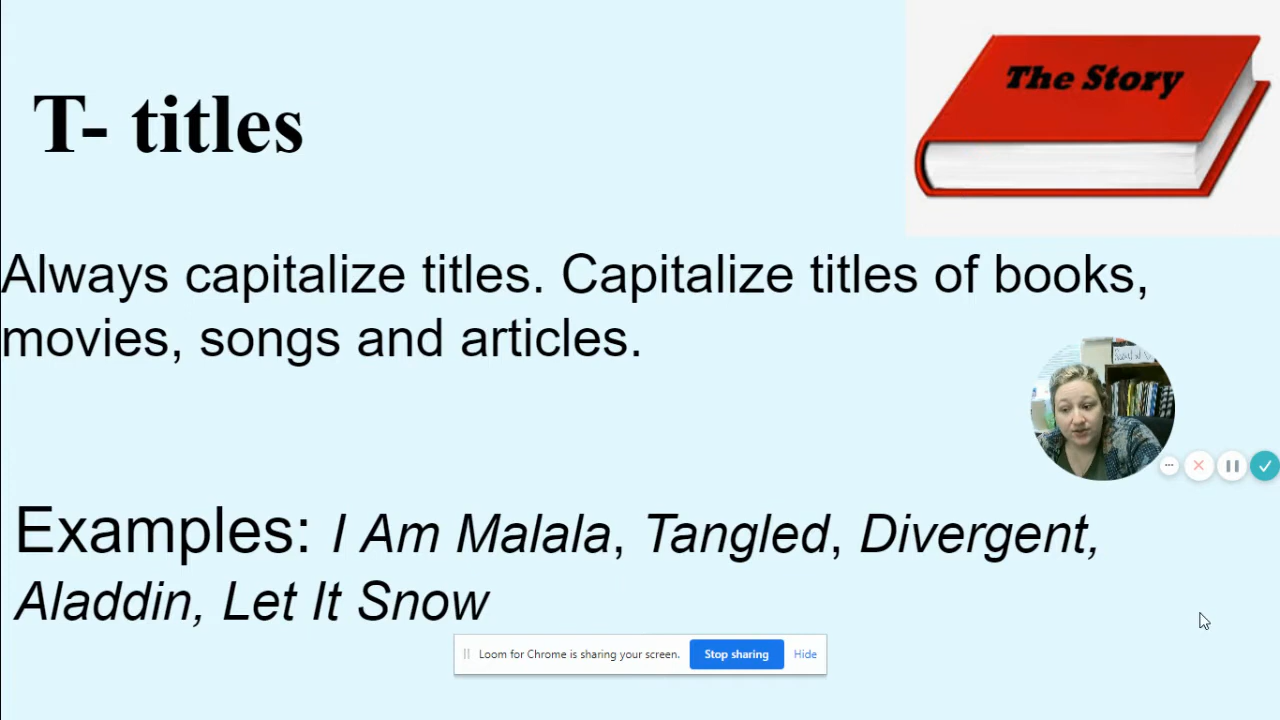 The Story
T- titles
Always capitalize titles. Capitalize titles of books,
movies, songs and articles.
Examples: I Am Malala, Tangled, Divergent,
Aladdin, Let It Snow
Loom for Chrome is sharing your screen. Stop sharing Hide